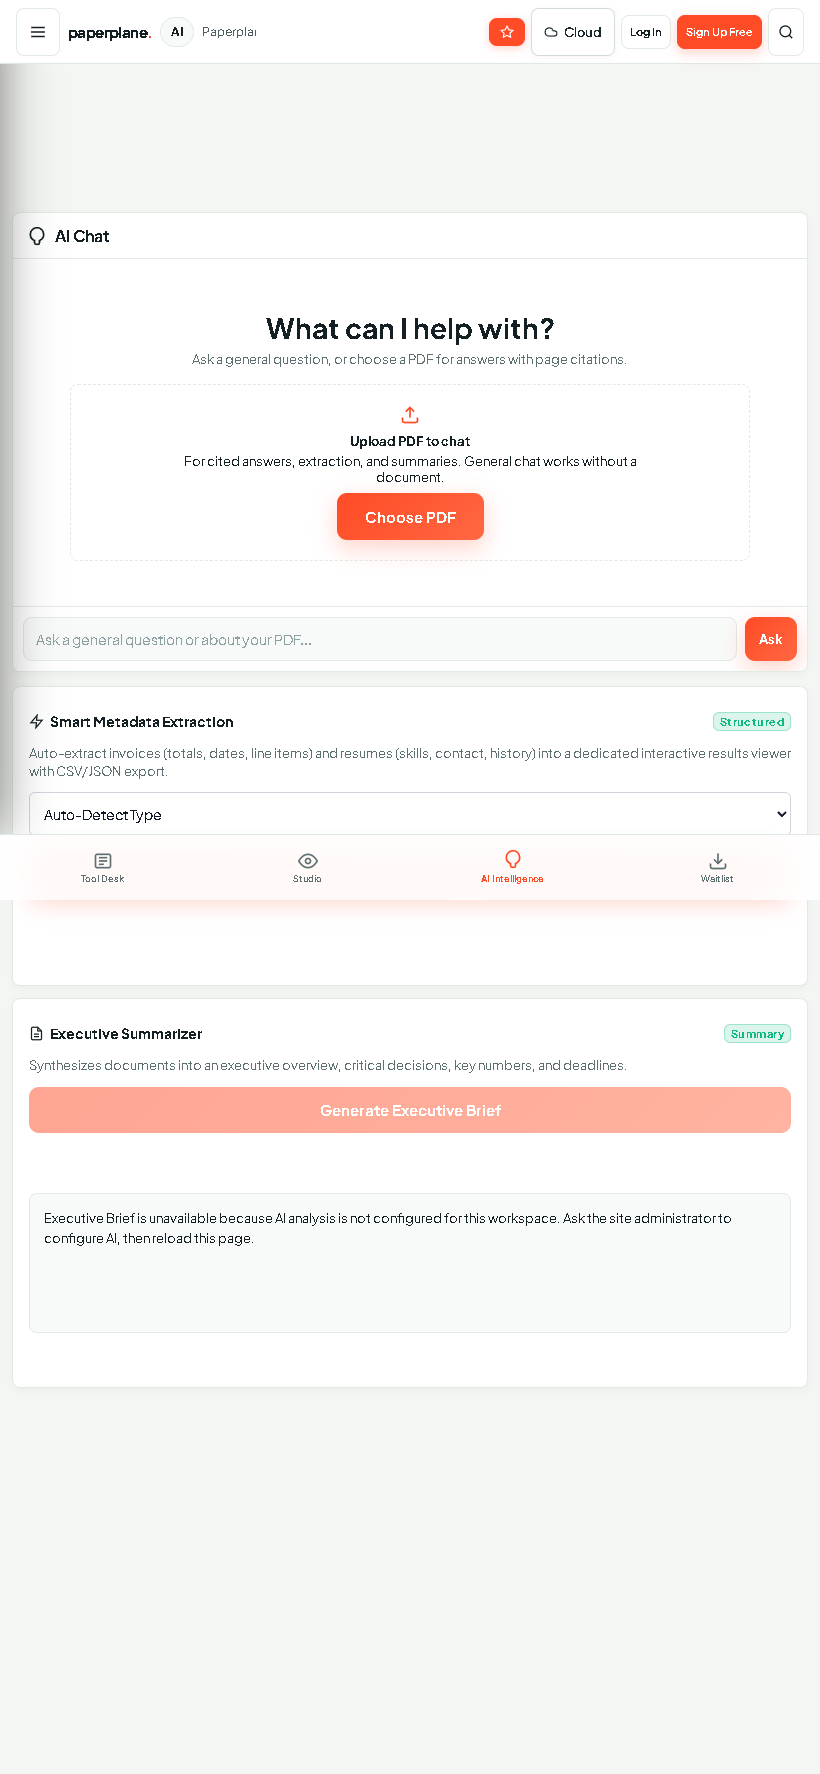 paperplane.
AI
Paperplai
Cloud
Log In
Sign Up Free
AI Chat
What can I help with?
Ask a general question, or choose a PDF for answers with page citations.
Upload PDF to chat
For cited answers, extraction, and summaries. General chat works without a
document.
Choose PDF
Ask a general question or about your PDF...
Ask
Smart Metadata Extraction
Structured
Auto-extract invoices (totals, dates, line items) and resumes (skills, contact, history) into a dedicated interactive results viewer
with CSV/JSON export.
Auto-Detect Type
Tool Desk
Studio
AI Intelligence
Waitlist
Executive Summarizer
Summary
Synthesizes documents into an executive overview, critical decisions, key numbers, and deadlines.
Generate Executive Brief
Executive Brief is unavailable because AI analysis is not configured for this workspace. Ask the site administrator to
configure AI, then reload this page.